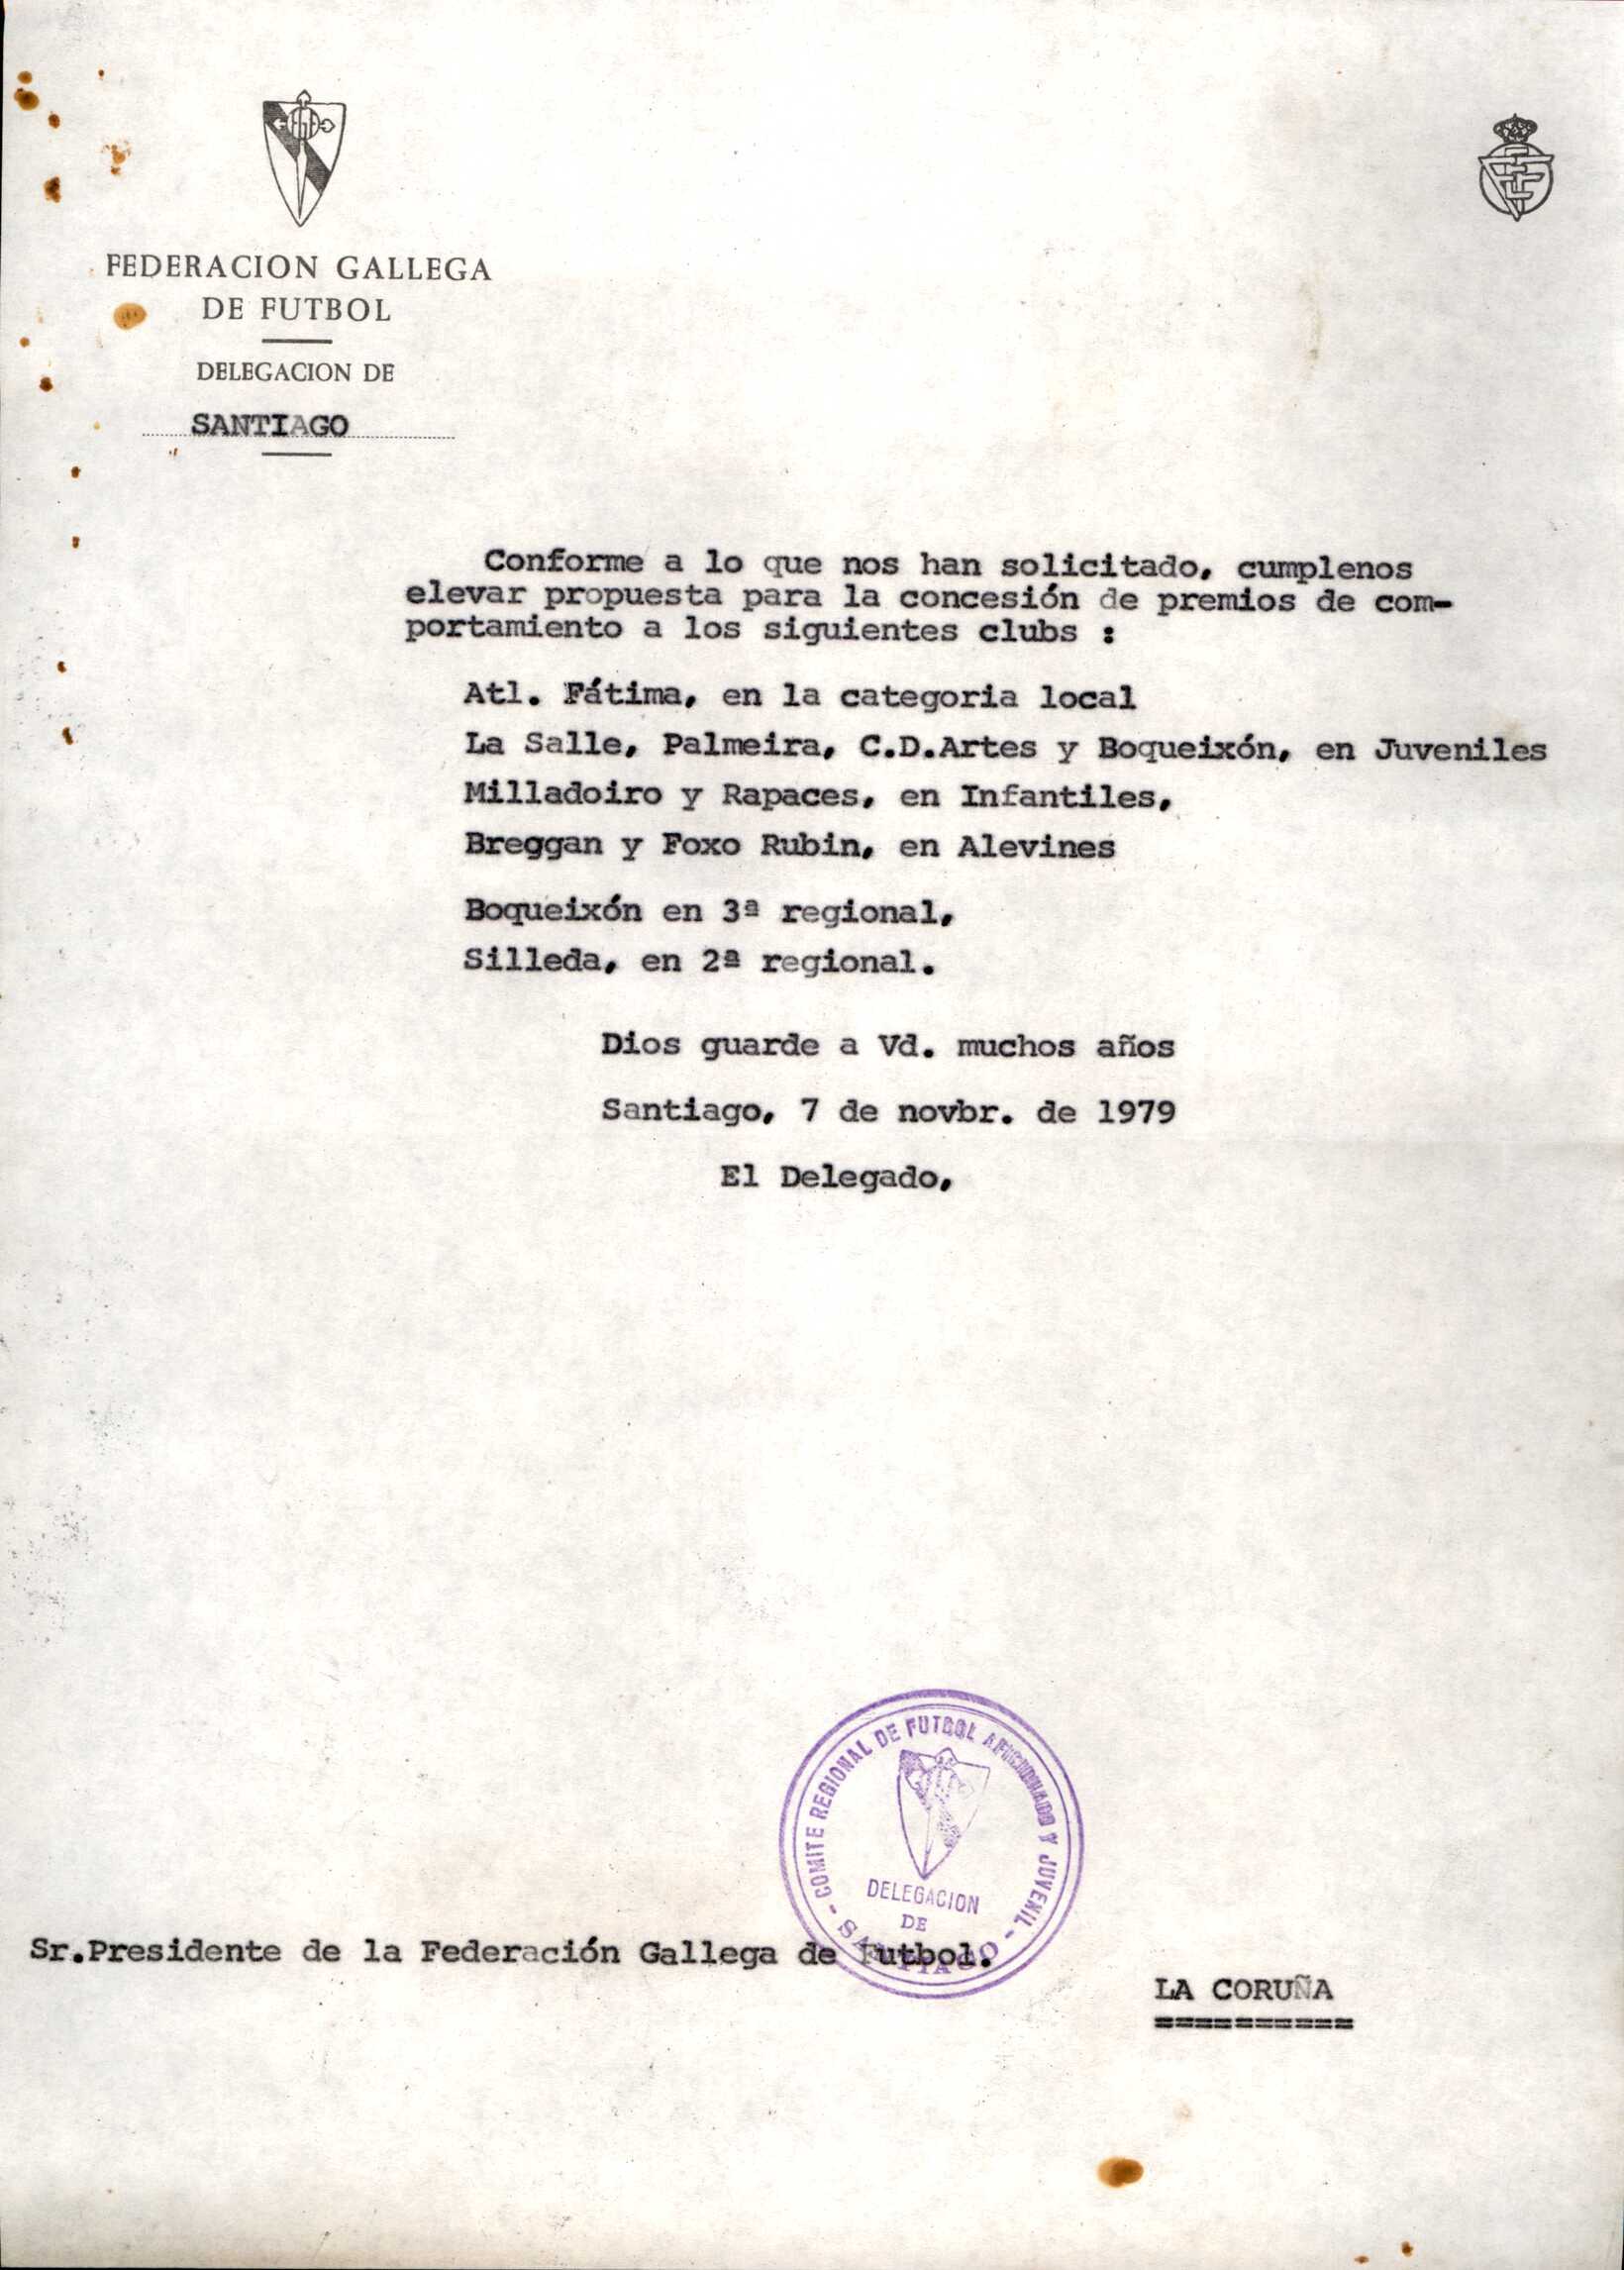 FEDERACION GALLEGA
DE FUTBOL
DELEGACION DE
SANTIAGO
Conforme a lo que nos han solicitado, cumplenos
elevar propuesta para la concesión de premios de com-
portamiento a los siguientes clubs :
Atl. Fátima, en la categoria local
La Salle, Palmeira, C.D.Artes y Boqueixón, en Juveniles
Milladoiro y Rapaces, en Infantiles,
Breggan y Foxo Rubin, en Alevines
Boqueixón en 3ª regional,
Silleda, en 2ª regional.
Dios guarde a Vd. muchos años
Santiago, 7 de novbr. de 1979
El Delegado,
- COMITE REGIONAL DE FUTBOL AFICIONADO Y JUVENIL -
DELEGACION
DE
SANTIAGO
Sr.Presidente de la Federación Gallega de Futbol.
LA CORUÑA
==========